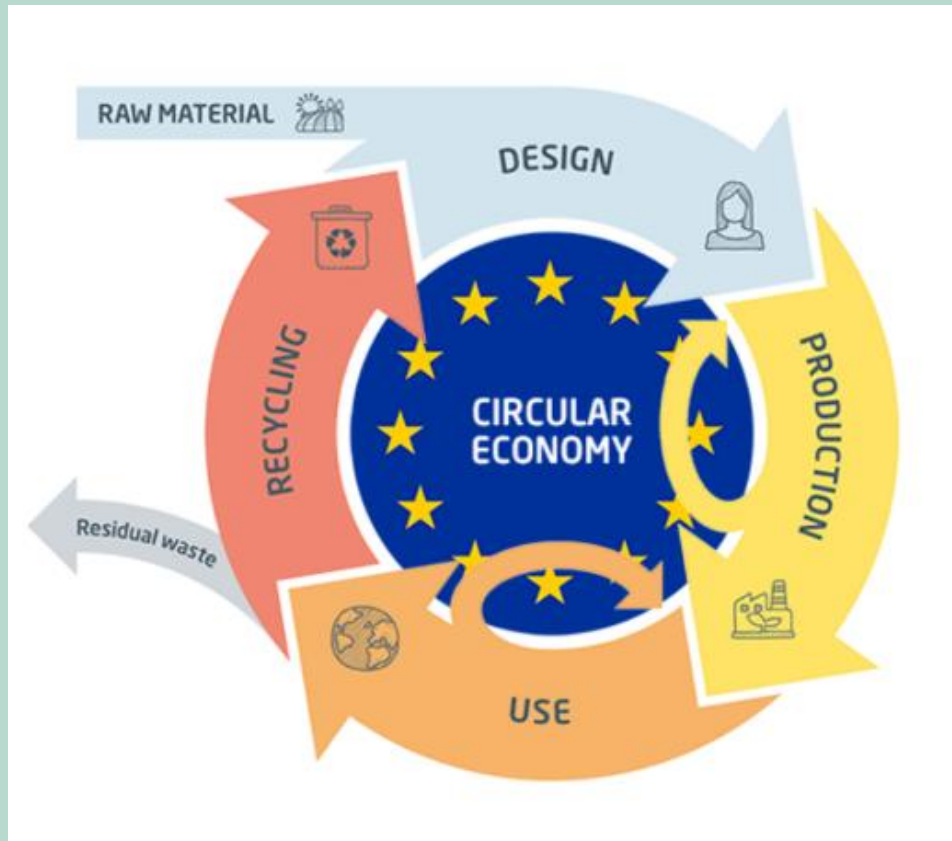 RAW MATERIAL
DESIGN
PRODUCTION
USE
RECYCLING
Residual waste
CIRCULAR
ECONOMY